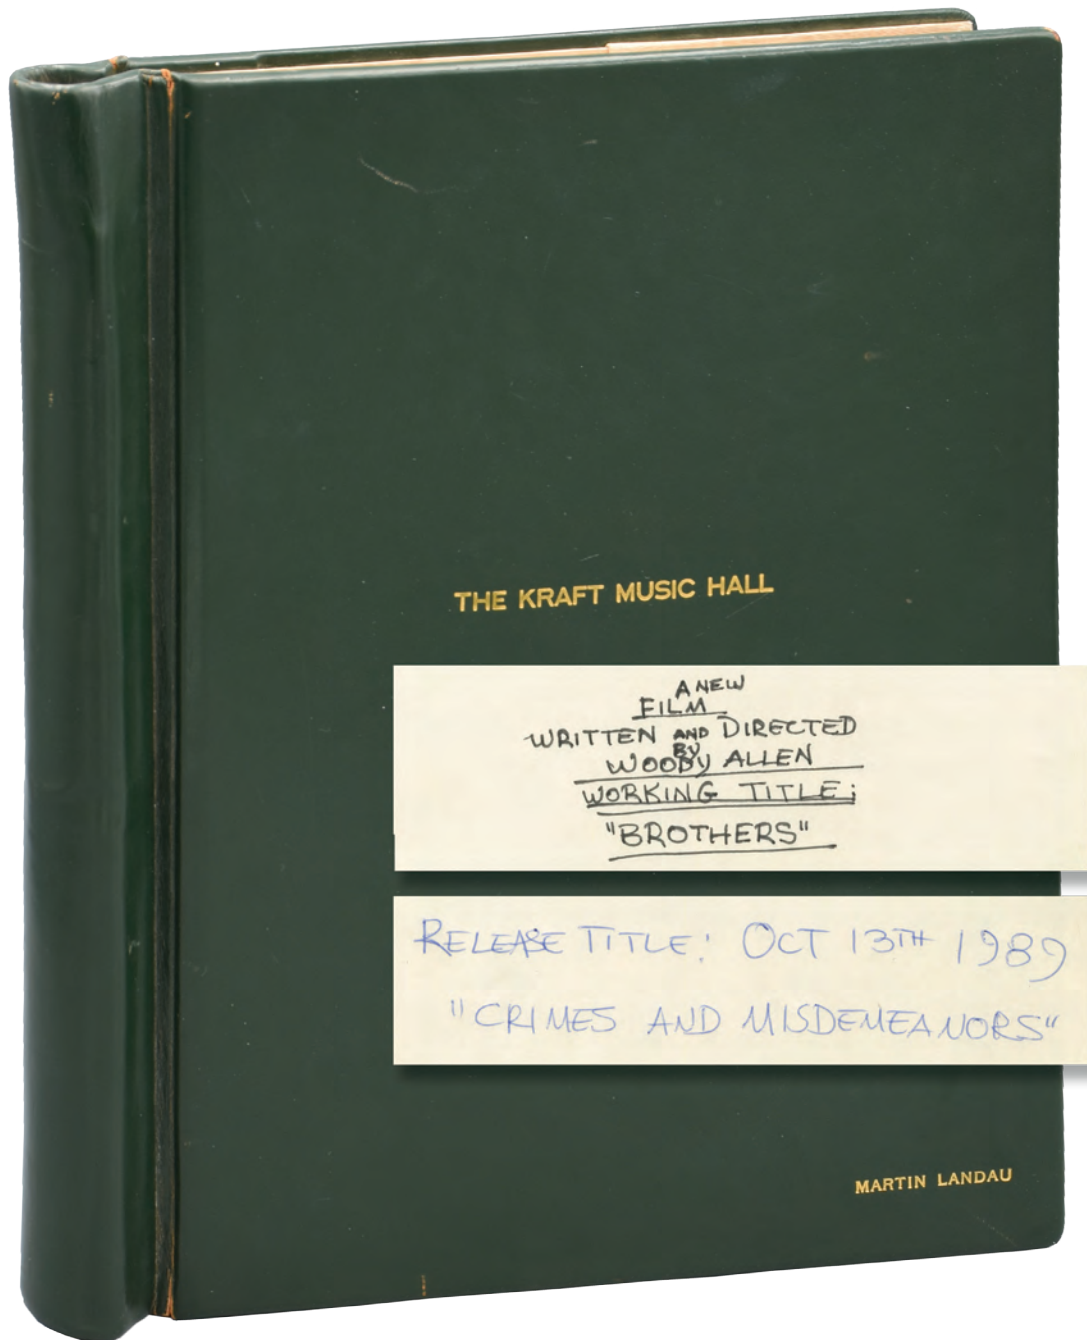 THE KRAFT MUSIC HALL
A NEW
FILM
WRITTEN AND DIRECTED
BY
WOODY ALLEN
WORKING TITLE:
"BROTHERS"
RELEASE TITLE: OCT 13TH 1989
"CRIMES AND MISDEMEANORS"
MARTIN LANDAU